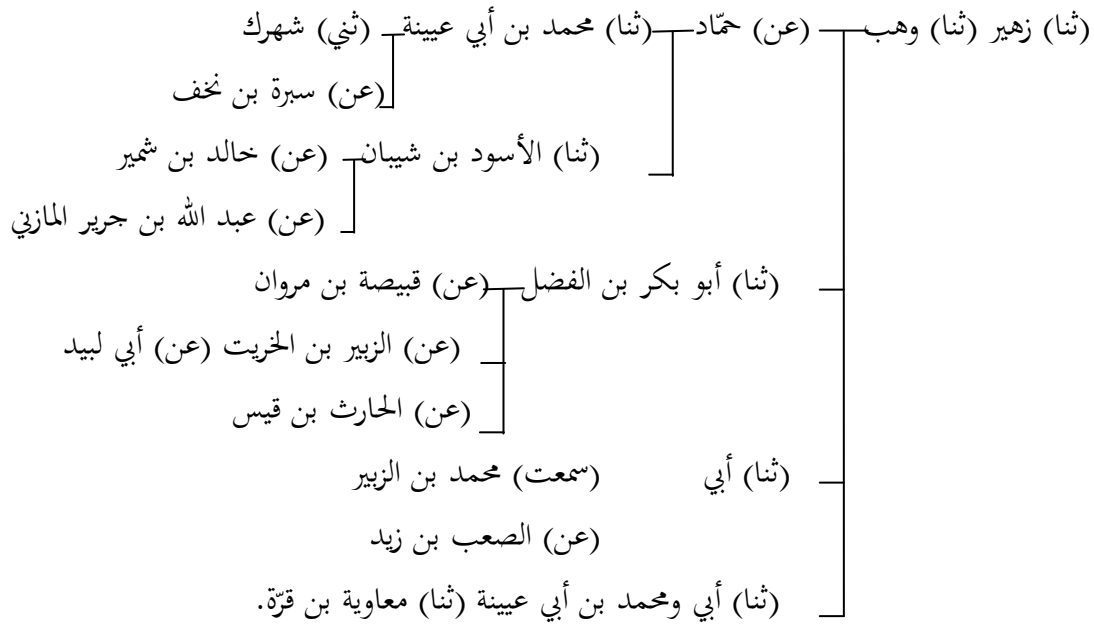 (ثنا) زهير (ثنا) وهب (عن) حمّاد (ثنا) محمد بن أبي عيينة (ثني) شهرك
(عن) سبرة بن نخف
(ثنا) الأسود بن شيبان (عن) خالد بن شمير
(عن) عبد الله بن جرير المازني
(ثنا) أبو بكر بن الفضل (عن) قبيصة بن مروان
(عن) الزبير بن الخريت (عن) أبي لبيد
(عن) الحارث بن قيس
(ثنا) أبي (سمعت) محمد بن الزبير
(عن) الصعب بن زيد
(ثنا) أبي ومحمد بن أبي عيينة (ثنا) معاوية بن قرّة.